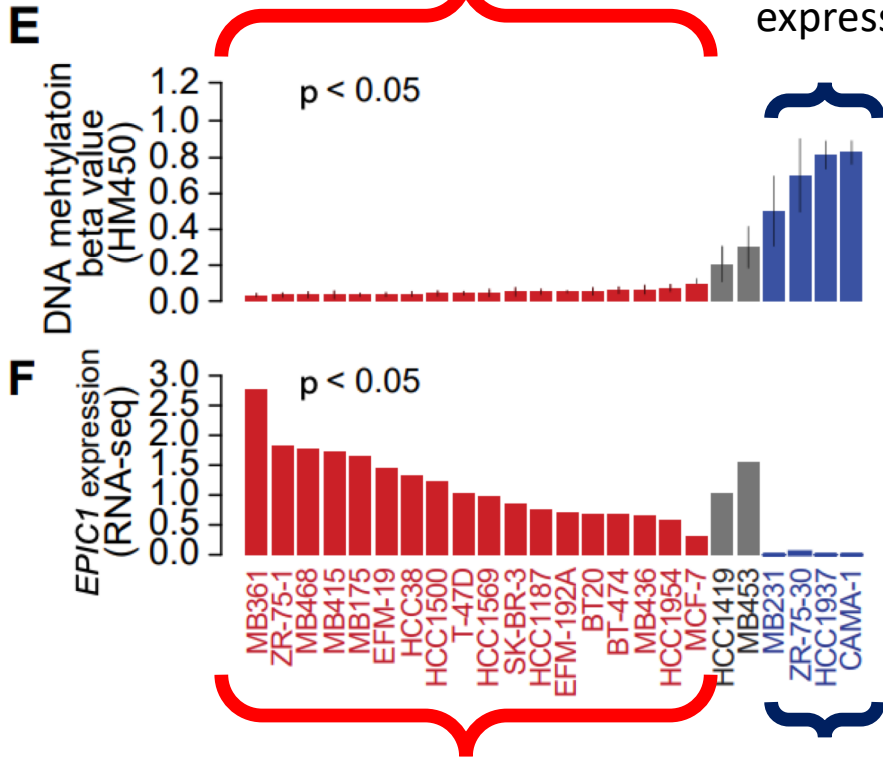 E
express
DNA mehtylatoin
beta value
(HM450)
1.2
1.0
0.8
0.6
0.4
0.2
0.0
p < 0.05
F
EPIC1 expression
(RNA-seq)
3.0
2.5
2.0
1.5
1.0
0.5
0.0
p < 0.05
MB361
ZR-75-1
MB468
MB415
MB175
EFM-19
HCC38
HCC1500
T-47D
HCC1569
SK-BR-3
HCC1187
EFM-192A
BT20
BT-474
MB436
HCC1954
MCF-7
HCC1419
MB453
MB231
ZR-75-30
HCC1937
CAMA-1